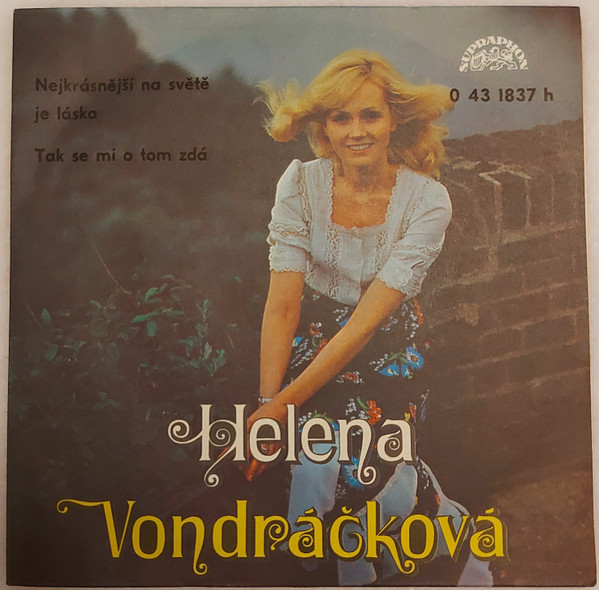 SUPRAPHON
Nejkrásnější na světě
je láska
0 43 1837 h
Tak se mi o tom zdá
Helena
Vondráčková